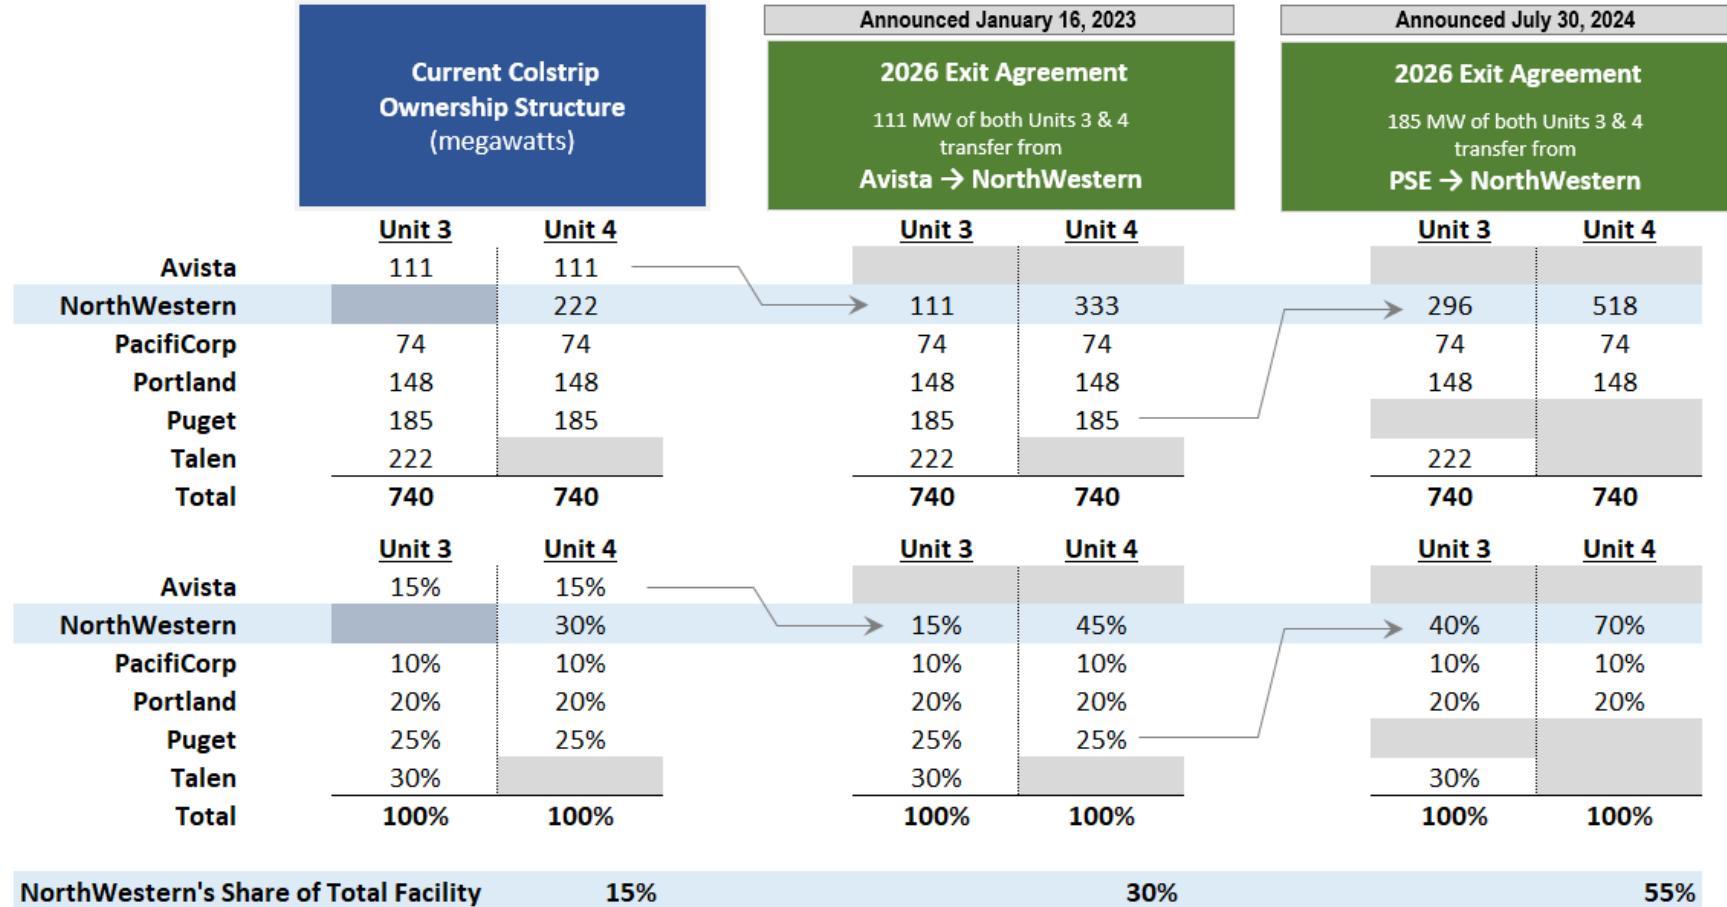 Announced January 16, 2023 Announced July 30, 2024
Current Colstrip
Ownership Structure
(megawatts)
2026 Exit Agreement
111 MW of both Units 3 & 4
transfer from
Avista → NorthWestern
2026 Exit Agreement
185 MW of both Units 3 & 4
transfer from
PSE → NorthWestern
Unit 3 Unit 4 Unit 3 Unit 4 Unit 3 Unit 4
Avista 111 111
NorthWestern 222 111 333 296 518
PacifiCorp 74 74 74 74 74 74
Portland 148 148 148 148 148 148
Puget 185 185 185 185
Talen 222 222 222
Total 740 740 740 740 740 740
Unit 3 Unit 4 Unit 3 Unit 4 Unit 3 Unit 4
Avista 15% 15%
NorthWestern 30% 15% 45% 40% 70%
PacifiCorp 10% 10% 10% 10% 10% 10%
Portland 20% 20% 20% 20% 20% 20%
Puget 25% 25% 25% 25%
Talen 30% 30% 30%
Total 100% 100% 100% 100% 100% 100%
NorthWestern's Share of Total Facility 15% 30% 55%